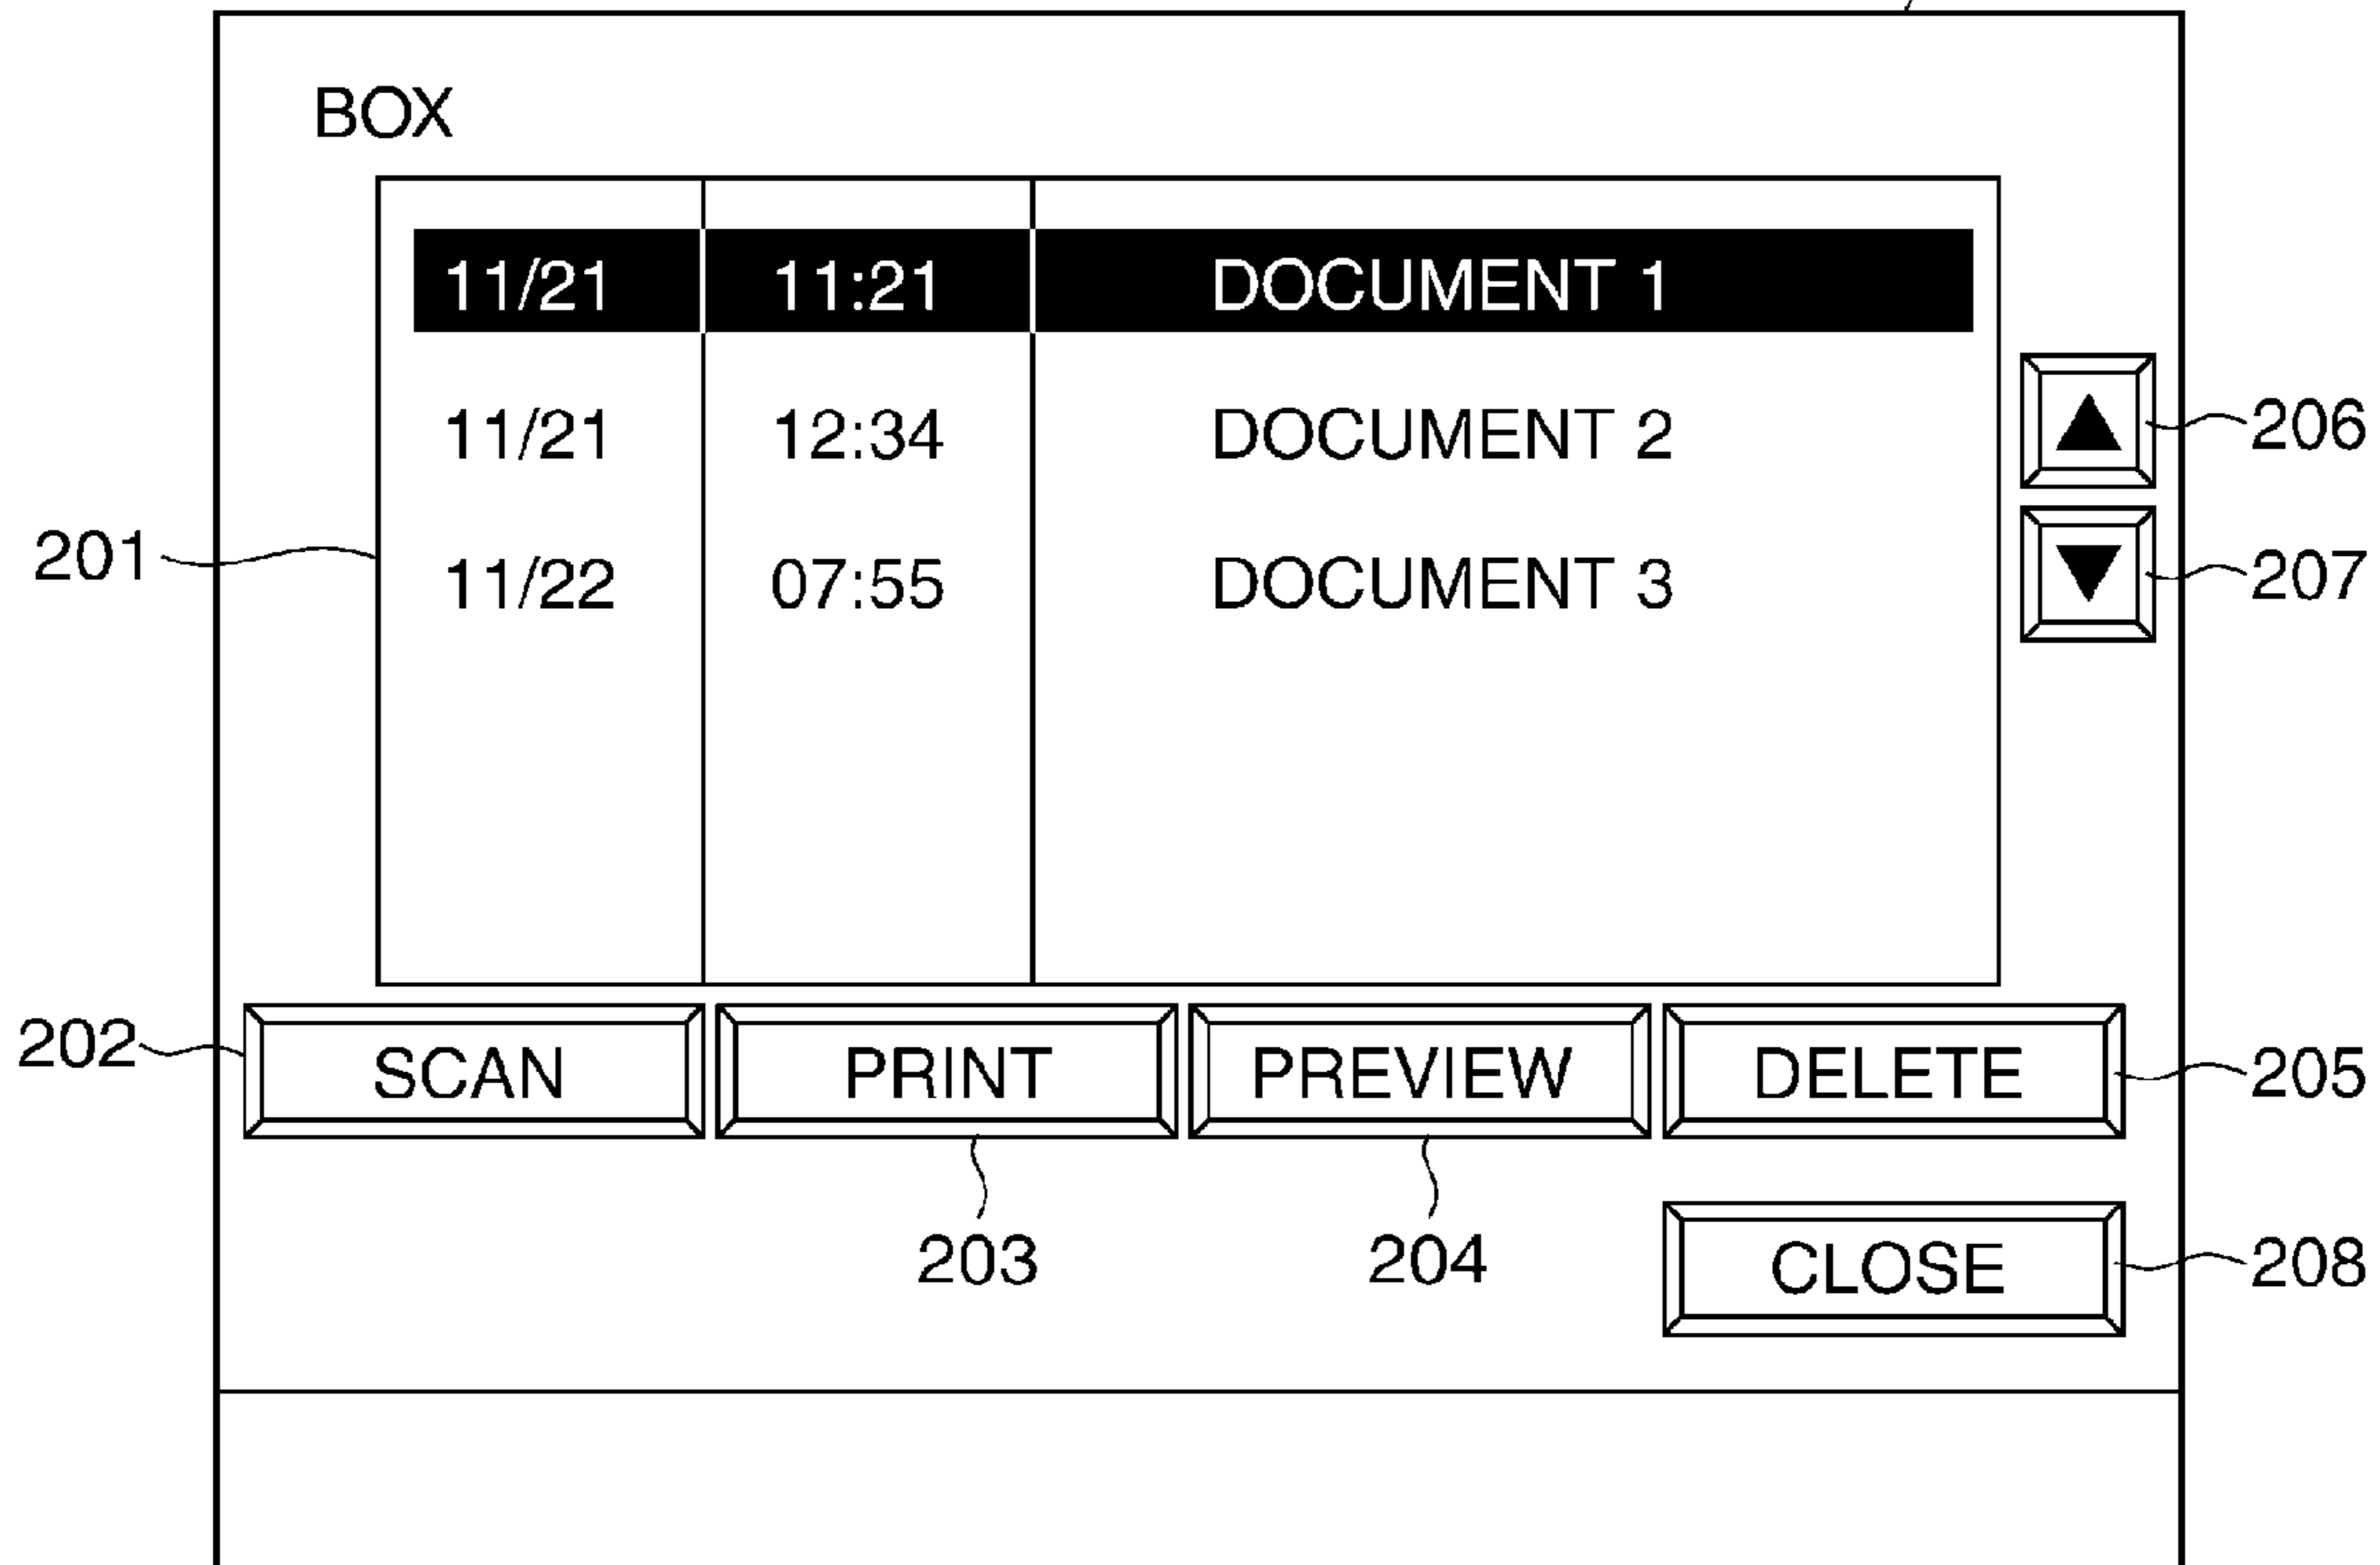 BOX
11/21 11:21 DOCUMENT 1
11/21 12:34 DOCUMENT 2
206
201
11/22 07:55 DOCUMENT 3
207
202
SCAN PRINT PREVIEW DELETE
205
203
204
CLOSE
208